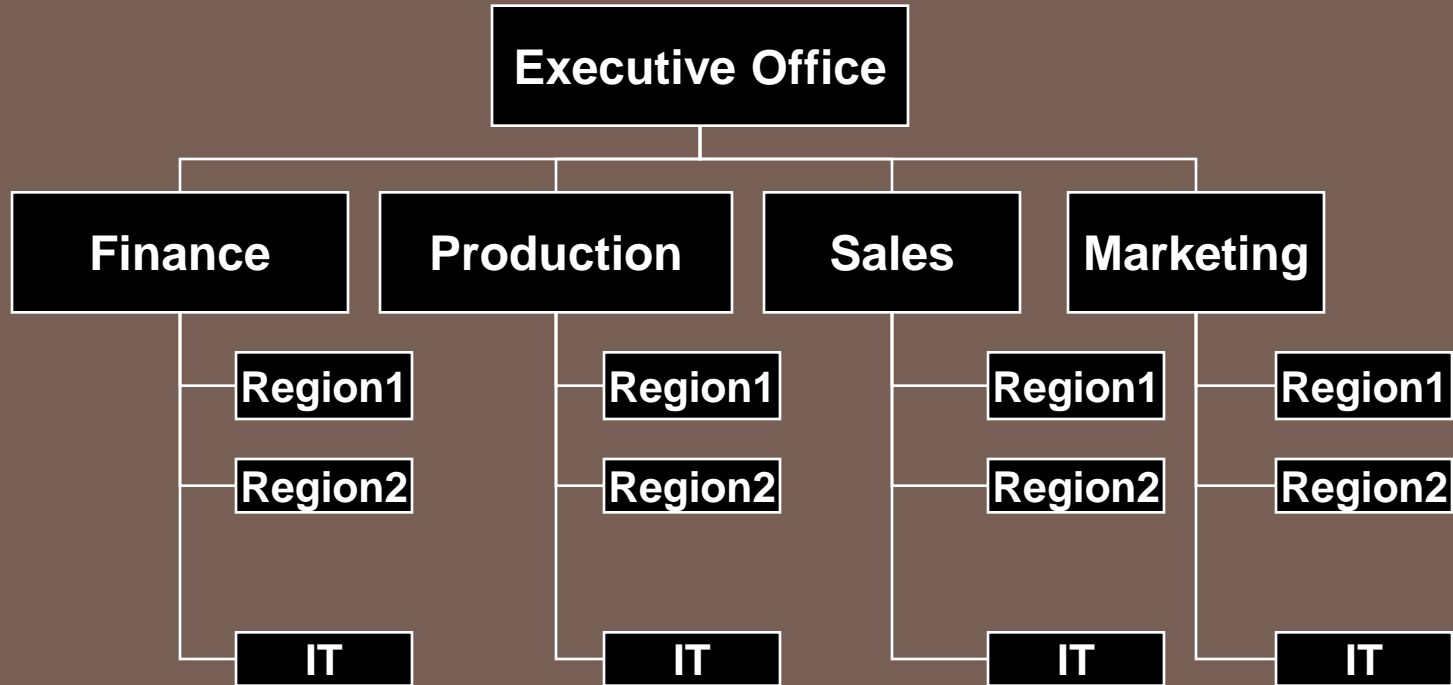 Executive Office
Finance
Production
Sales
Marketing
Region1
Region1
Region1
Region1
Region2
Region2
Region2
Region2
IT
IT
IT
IT